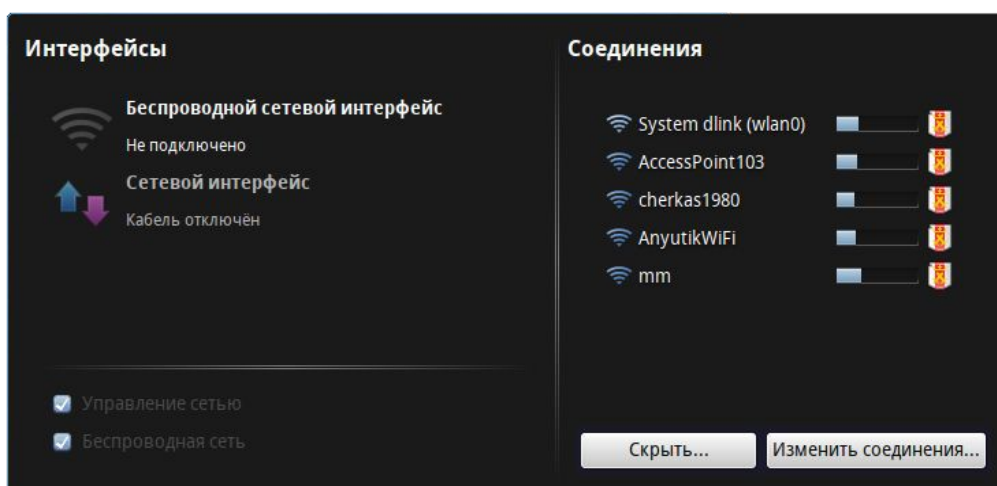 Интерфейсы
Беспроводной сетевой интерфейс
Не подключено
Сетевой интерфейс
Кабель отключён
Управление сетью
Беспроводная сеть
Соединения
System dlink (wlan0)
AccessPoint103
cherkas1980
AnyutikWiFi
mm
Скрыть...
Изменить соединения...